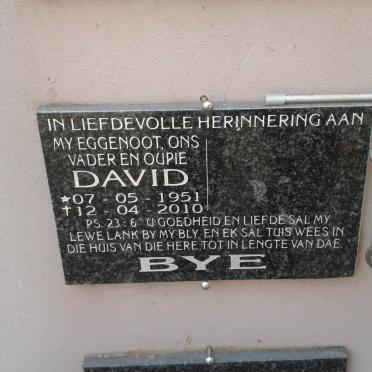 IN LIEFDEVOLLE HERINNERING AAN
MY EGGENOOT, ONS
VADER EN OUPIE
DAVID
★07 - 05 - 1951
✝12 - 04 - 2010
PS. 23 : 6 U GOEDHEID EN LIEFDE SAL MY
LEWE LANK BY MY BLY, EN EK SAL TUIS WEES IN
DIE HUIS VAN DIE HERE TOT IN LENGTE VAN DAE.
BYE